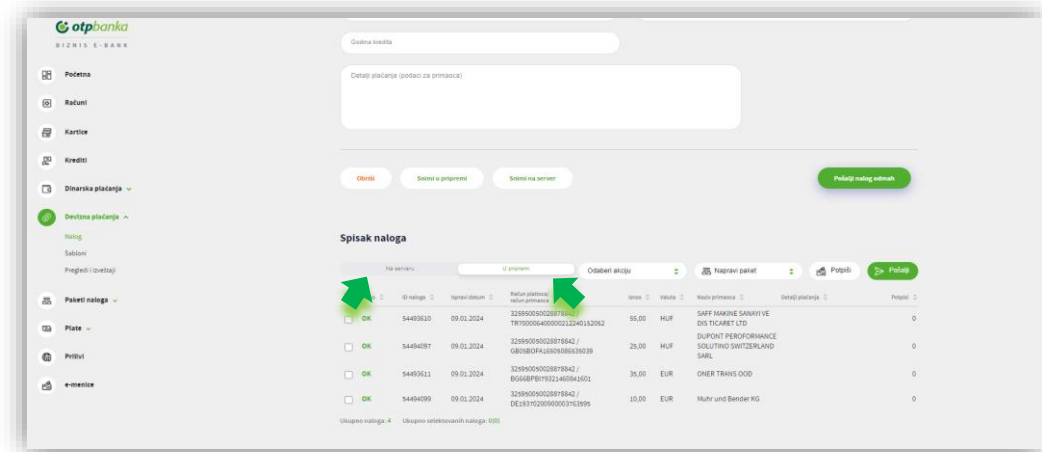 otpbanka
BIZNIS E-BANK
Početna
Računi
Kartice
Krediti
Dinarska plaćanja
Devizna plaćanja
Nalog
Šabloni
Pregledi i izveštaji
Paketi naloga
Plate
Prilivi
e-menice
Godina kredita
Detalji plaćanja (podaci za primaoca)
Obriši
Snimi u pripremi
Snimi na server
Pošalji nalog odmah
Spisak naloga
Na serveru
U pripremi
Odaberi akciju
Napravi paket
Potpiši
Pošalji
ID naloga
Ispravi datum
Račun platioca/
račun primaoca
Iznos
Valuta
Naziv primaoca
Detalji plaćanja
Potpisi
OK 54493610 09.01.2024 325950050028878842 / 55,00 HUF SAFF MAKINE SANAYI VE 0
TR700006400000212240152052 DIS TICARET LTD
OK 54494097 09.01.2024 325950050028878842 / 25,00 HUF DUPONT PEROFORMANCE 0
SOLUTINO SWITZERLAND
SARL
OK 54493611 09.01.2024 325950050028878842 / 35,00 EUR ONER TRANS OOD 0
OK 54494099 09.01.2024 325950050028878842 / 10,00 EUR Muhr und Bender KG 0
Ukupno naloga: 4 Ukupno selektovanih naloga: 0(0)